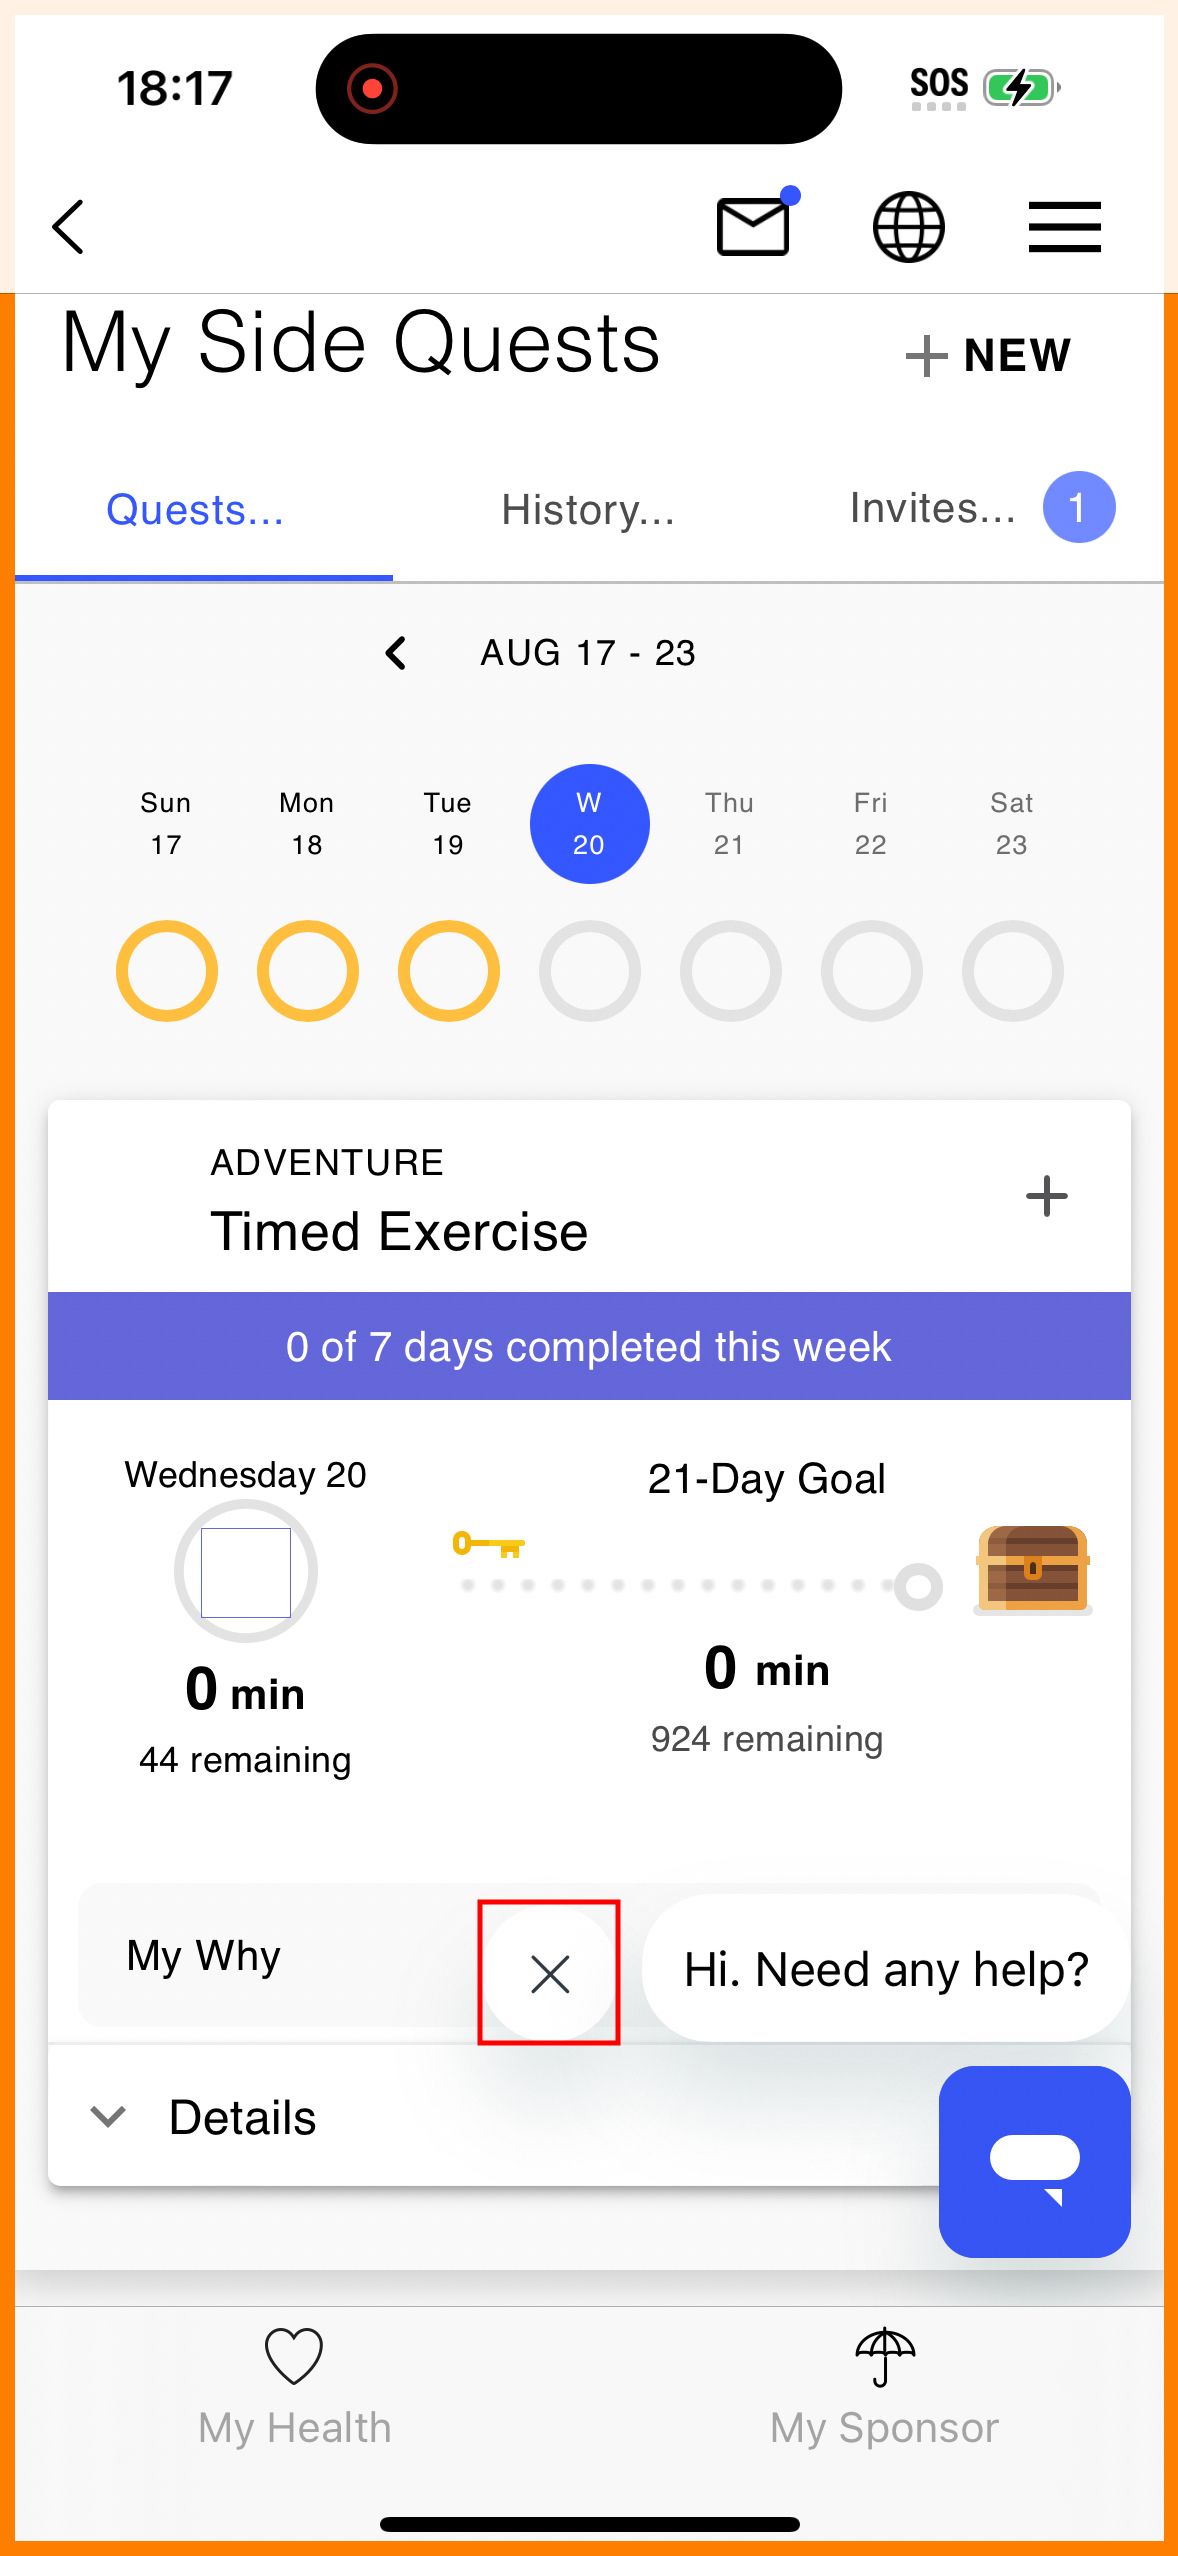 18:17
SOS
My Side Quests
NEW
Quests...
History...
Invites...
1
AUG 17 - 23
Sun
Mon
Tue
W
Thu
Fri
Sat
17
18
19
20
21
22
23
ADVENTURE
Timed Exercise
0 of 7 days completed this week
Wednesday 20
21-Day Goal
0 min
0 min
44 remaining
924 remaining
My Why
Hi. Need any help?
Details
My Health
My Sponsor